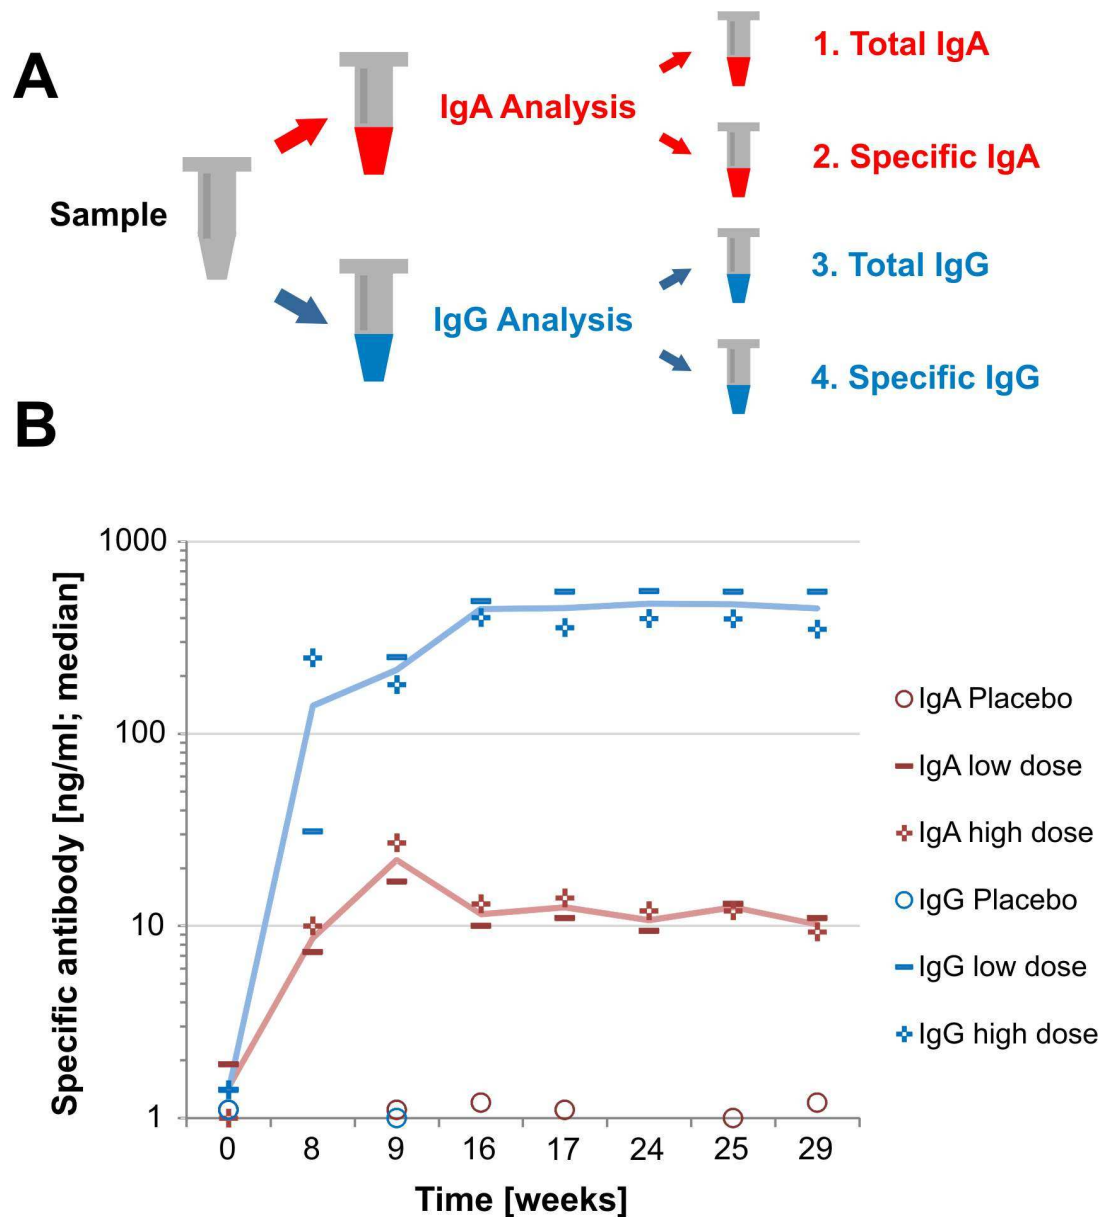 A
Sample
IgA Analysis
IgG Analysis
1. Total IgA
2. Specific IgA
3. Total IgG
4. Specific IgG
B
Specific antibody [ng/ml; median]
1000
100
10
1
0 8 9 16 17 24 25 29
Time [weeks]
IgA Placebo
IgA low dose
IgA high dose
IgG Placebo
IgG low dose
IgG high dose